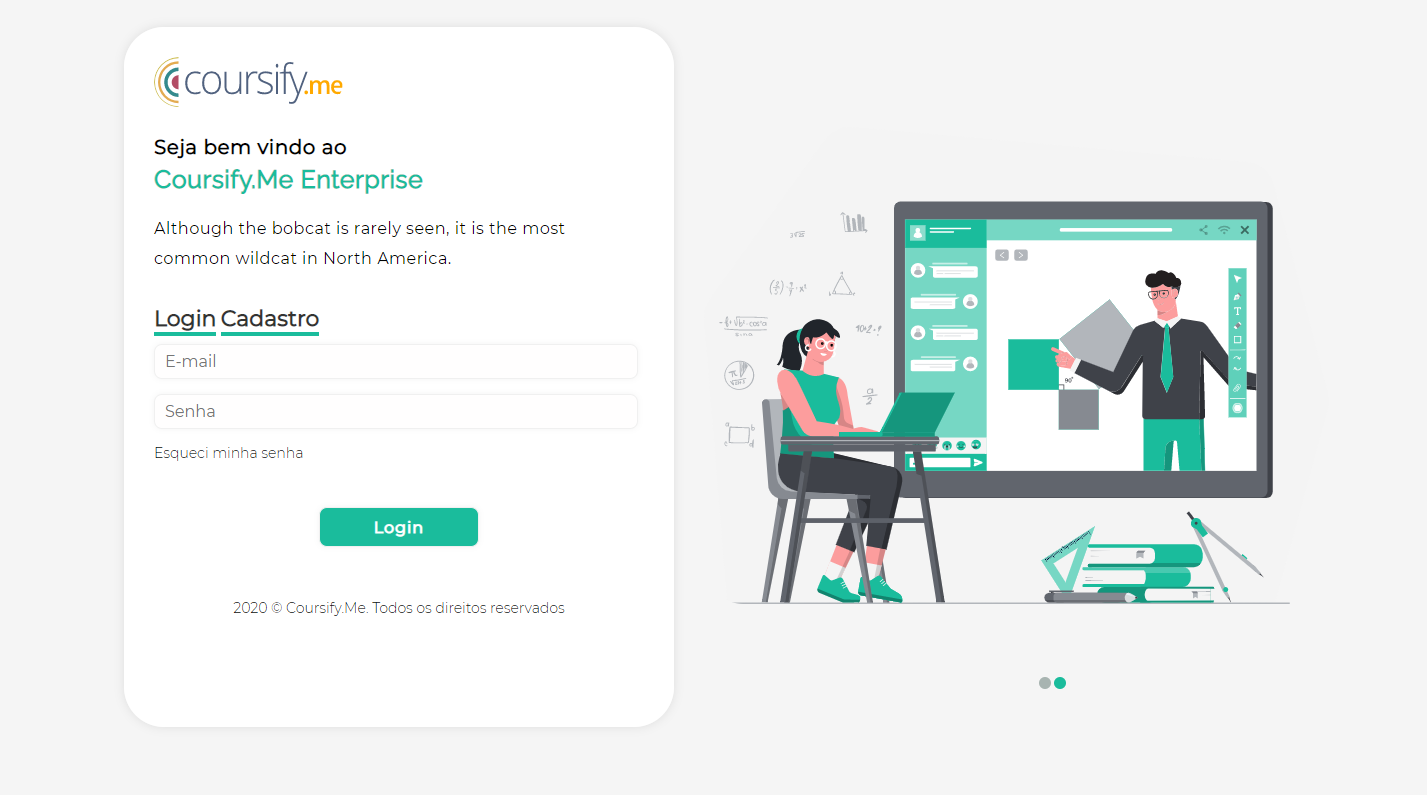 coursify.me
Seja bem vindo ao
Coursify.Me Enterprise
Although the bobcat is rarely seen, it is the most
common wildcat in North America.
Login Cadastro
E-mail
Senha
Esqueci minha senha
Login
2020 © Coursify.Me. Todos os direitos reservados
90°